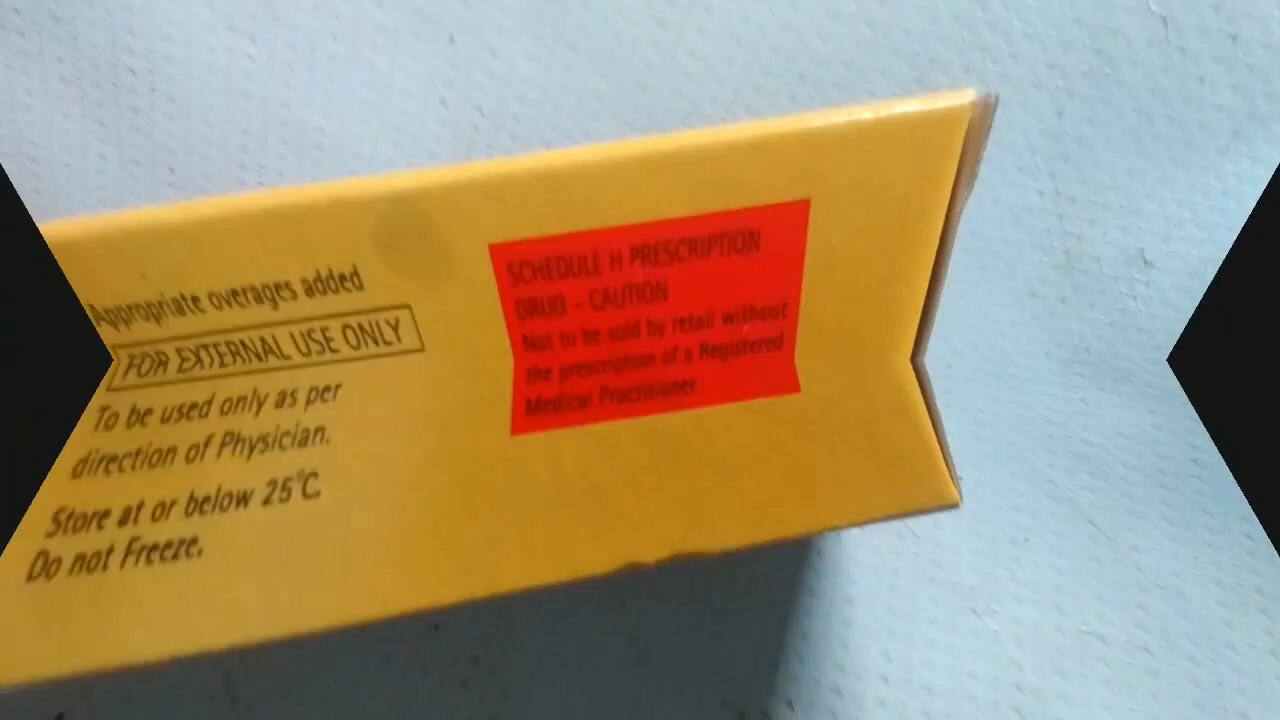 Appropriate overages added
FOR EXTERNAL USE ONLY
To be used only as per
direction of Physician.
Store at or below 25°C.
Do not Freeze.
SCHEDULE H PRESCRIPTION
DRUG - CAUTION
Not to be sold by retail without
the prescription of a Registered
Medical Practitioner.